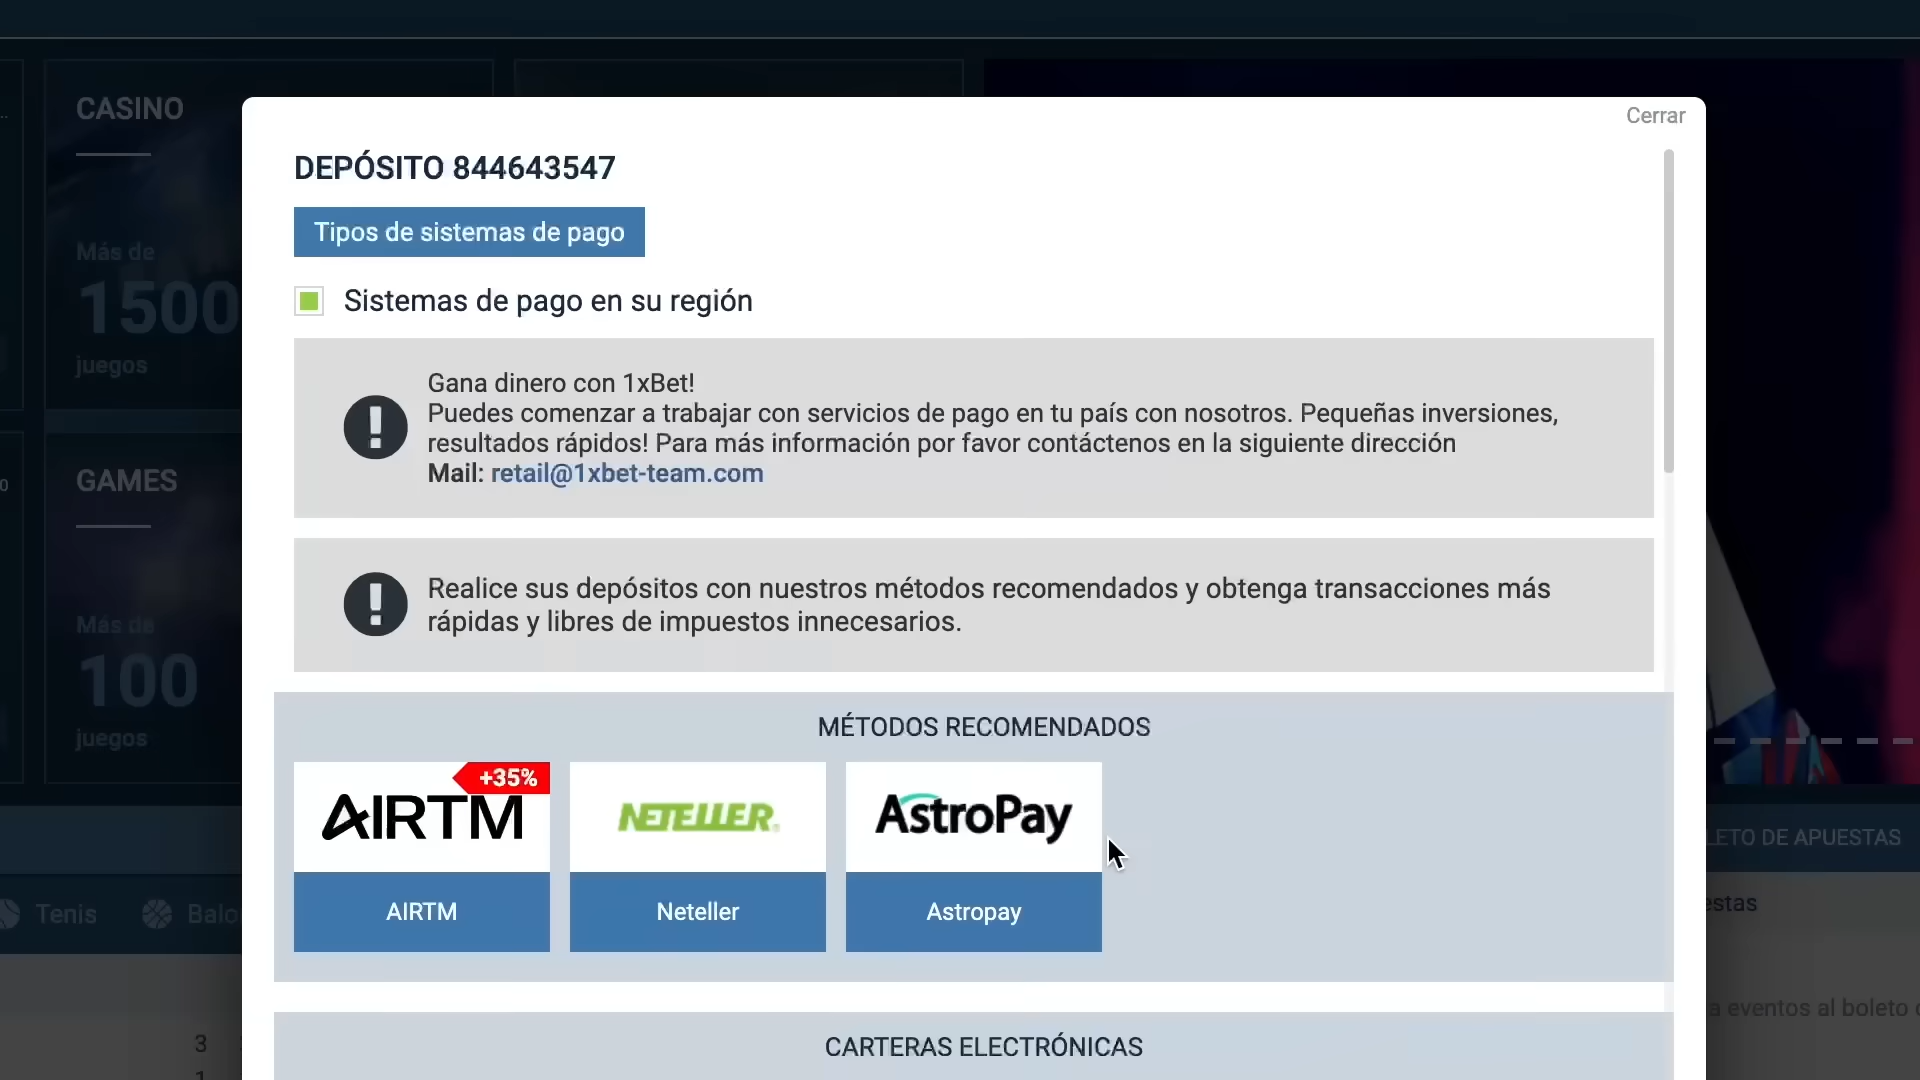 CASINO
Más de
1500
juegos
GAMES
Más de
100
juegos
Tenis
Balo
3
1
0
Cerrar
DEPÓSITO 844643547
Tipos de sistemas de pago
Sistemas de pago en su región
Gana dinero con 1xBet!
Puedes comenzar a trabajar con servicios de pago en tu país con nosotros. Pequeñas inversiones,
resultados rápidos! Para más información por favor contáctenos en la siguiente dirección
Mail: retail@1xbet-team.com
Realice sus depósitos con nuestros métodos recomendados y obtenga transacciones más
rápidas y libres de impuestos innecesarios.
MÉTODOS RECOMENDADOS
+35%
AIRTM
NETELLER
AstroPay
AIRTM
Neteller
Astropay
CARTERAS ELECTRÓNICAS
LETO DE APUESTAS
estas
a eventos al boleto